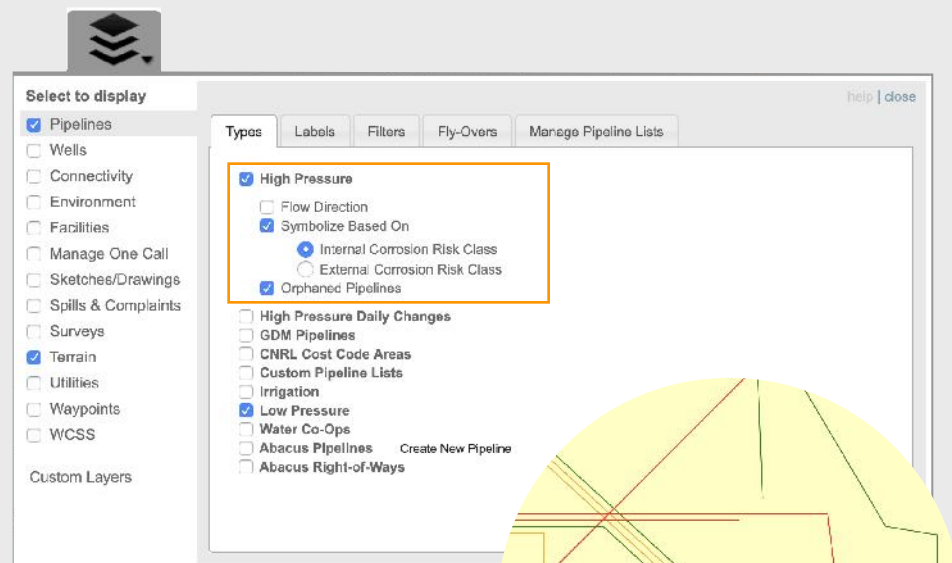 Select to display
help | close
Pipelines
Wells
Connectivity
Environment
Facilities
Manage One Call
Sketches/Drawings
Spills & Complaints
Surveys
Terrain
Utilities
Waypoints
WCSS
Custom Layers
Types Labels Filters Fly-Overs Manage Pipeline Lists
High Pressure
Flow Direction
Symbolize Based On
Internal Corrosion Risk Class
External Corrosion Risk Class
Orphaned Pipelines
High Pressure Daily Changes
GDM Pipelines
CNRL Cost Code Areas
Custom Pipeline Lists
Irrigation
Low Pressure
Water Co-Ops
Abacus Pipelines Create New Pipeline
Abacus Right-of-Ways